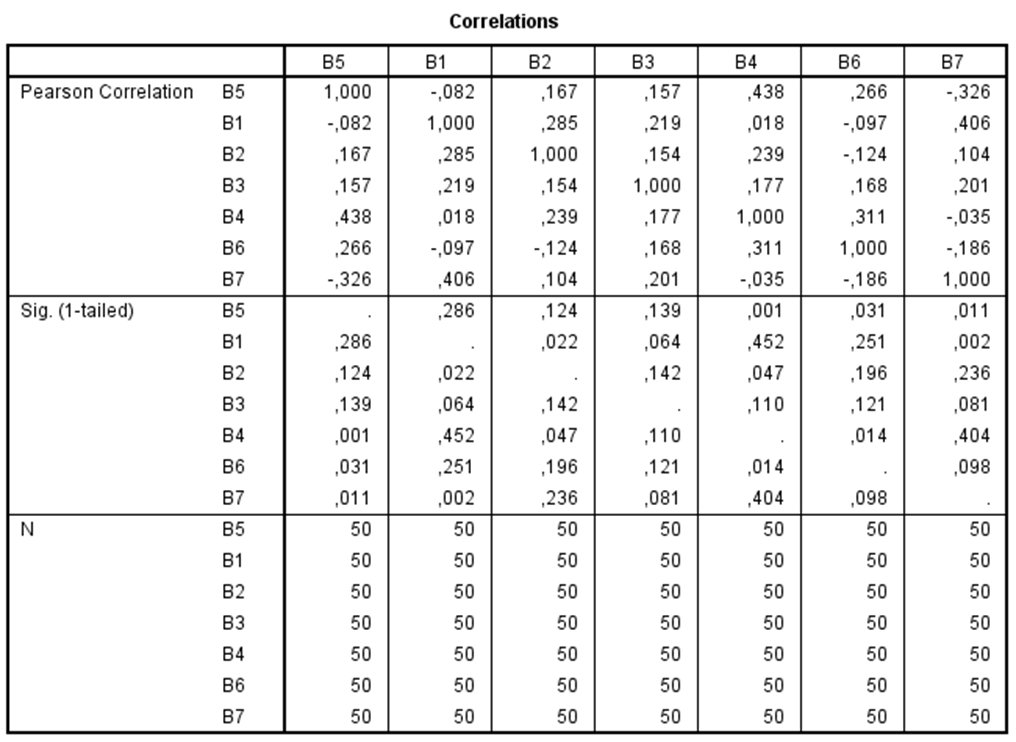 Correlations
B5 B1 B2 B3 B4 B6 B7
Pearson Correlation B5 1,000 -,082 ,167 ,157 ,438 ,266 -,326
B1 -,082 1,000 ,285 ,219 ,018 -,097 ,406
B2 ,167 ,285 1,000 ,154 ,239 -,124 ,104
B3 ,157 ,219 ,154 1,000 ,177 ,168 ,201
B4 ,438 ,018 ,239 ,177 1,000 ,311 -,035
B6 ,266 -,097 -,124 ,168 ,311 1,000 -,186
B7 -,326 ,406 ,104 ,201 -,035 -,186 1,000
Sig. (1-tailed) B5 . ,286 ,124 ,139 ,001 ,031 ,011
B1 ,286 . ,022 ,064 ,452 ,251 ,002
B2 ,124 ,022 . ,142 ,047 ,196 ,236
B3 ,139 ,064 ,142 . ,110 ,121 ,081
B4 ,001 ,452 ,047 ,110 . ,014 ,404
B6 ,031 ,251 ,196 ,121 ,014 . ,098
B7 ,011 ,002 ,236 ,081 ,404 ,098 .
N B5 50 50 50 50 50 50 50
B1 50 50 50 50 50 50 50
B2 50 50 50 50 50 50 50
B3 50 50 50 50 50 50 50
B4 50 50 50 50 50 50 50
B6 50 50 50 50 50 50 50
B7 50 50 50 50 50 50 50